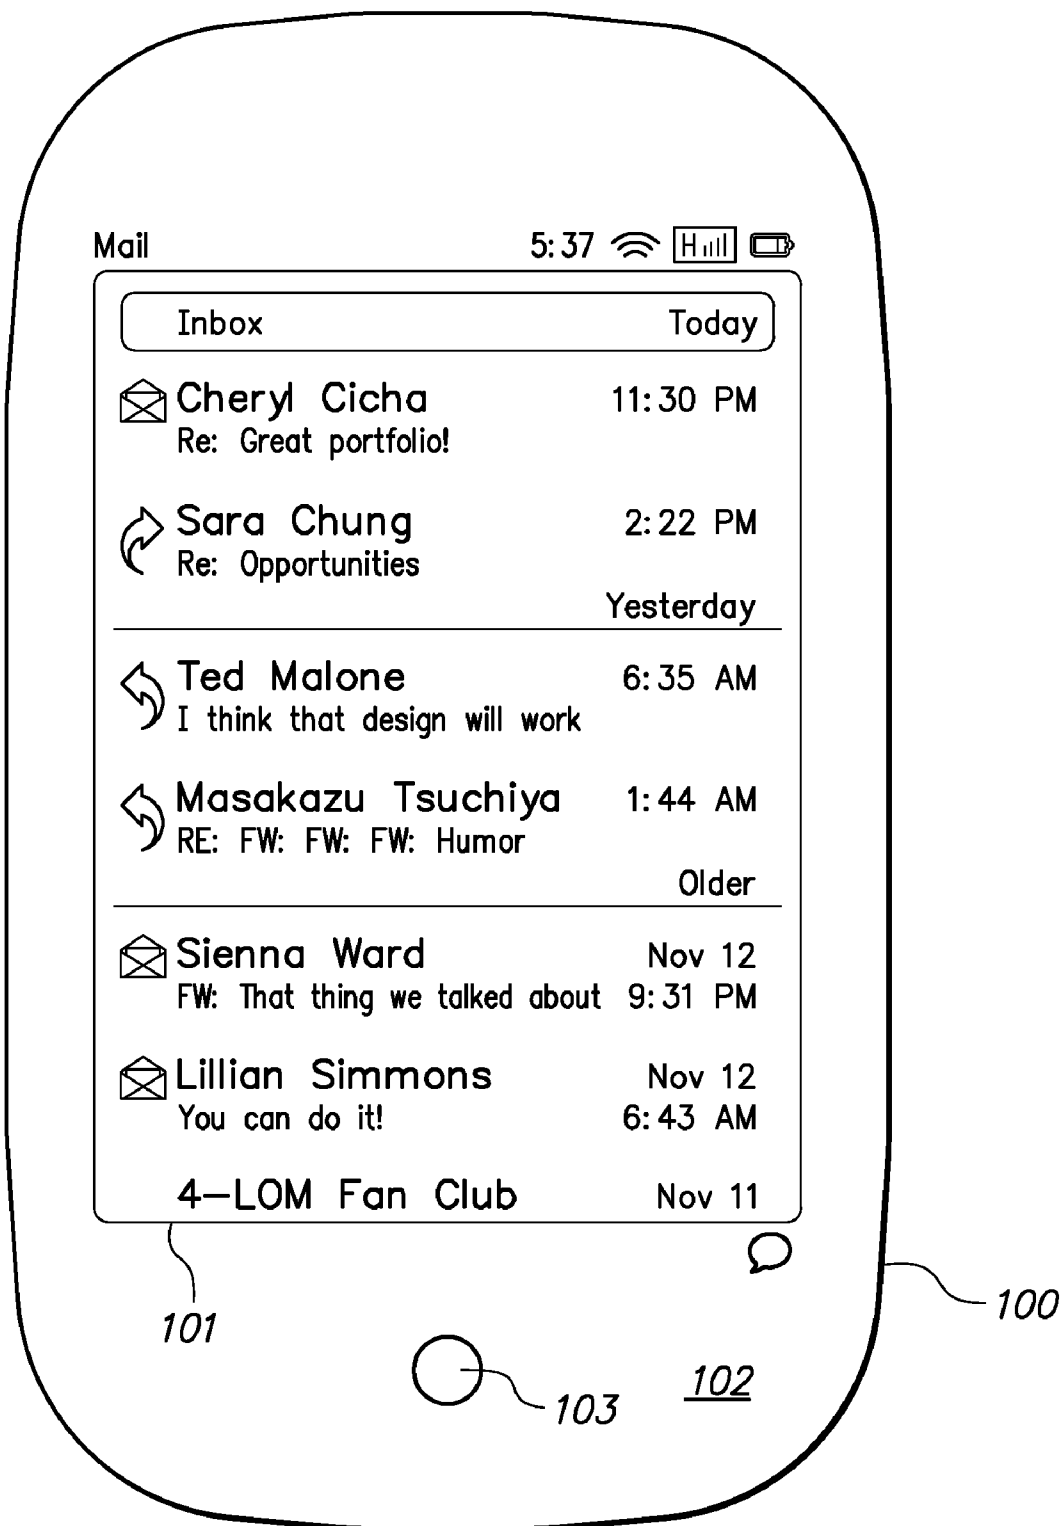 Mail 5:37 H
Inbox Today
Cheryl Cicha 11:30 PM
Re: Great portfolio!
Sara Chung 2:22 PM
Re: Opportunities
Yesterday
Ted Malone 6:35 AM
I think that design will work
Masakazu Tsuchiya 1:44 AM
RE: FW: FW: FW: Humor
Older
Sienna Ward Nov 12
FW: That thing we talked about 9:31 PM
Lillian Simmons Nov 12
You can do it! 6:43 AM
4-LOM Fan Club Nov 11
100
101
102
103